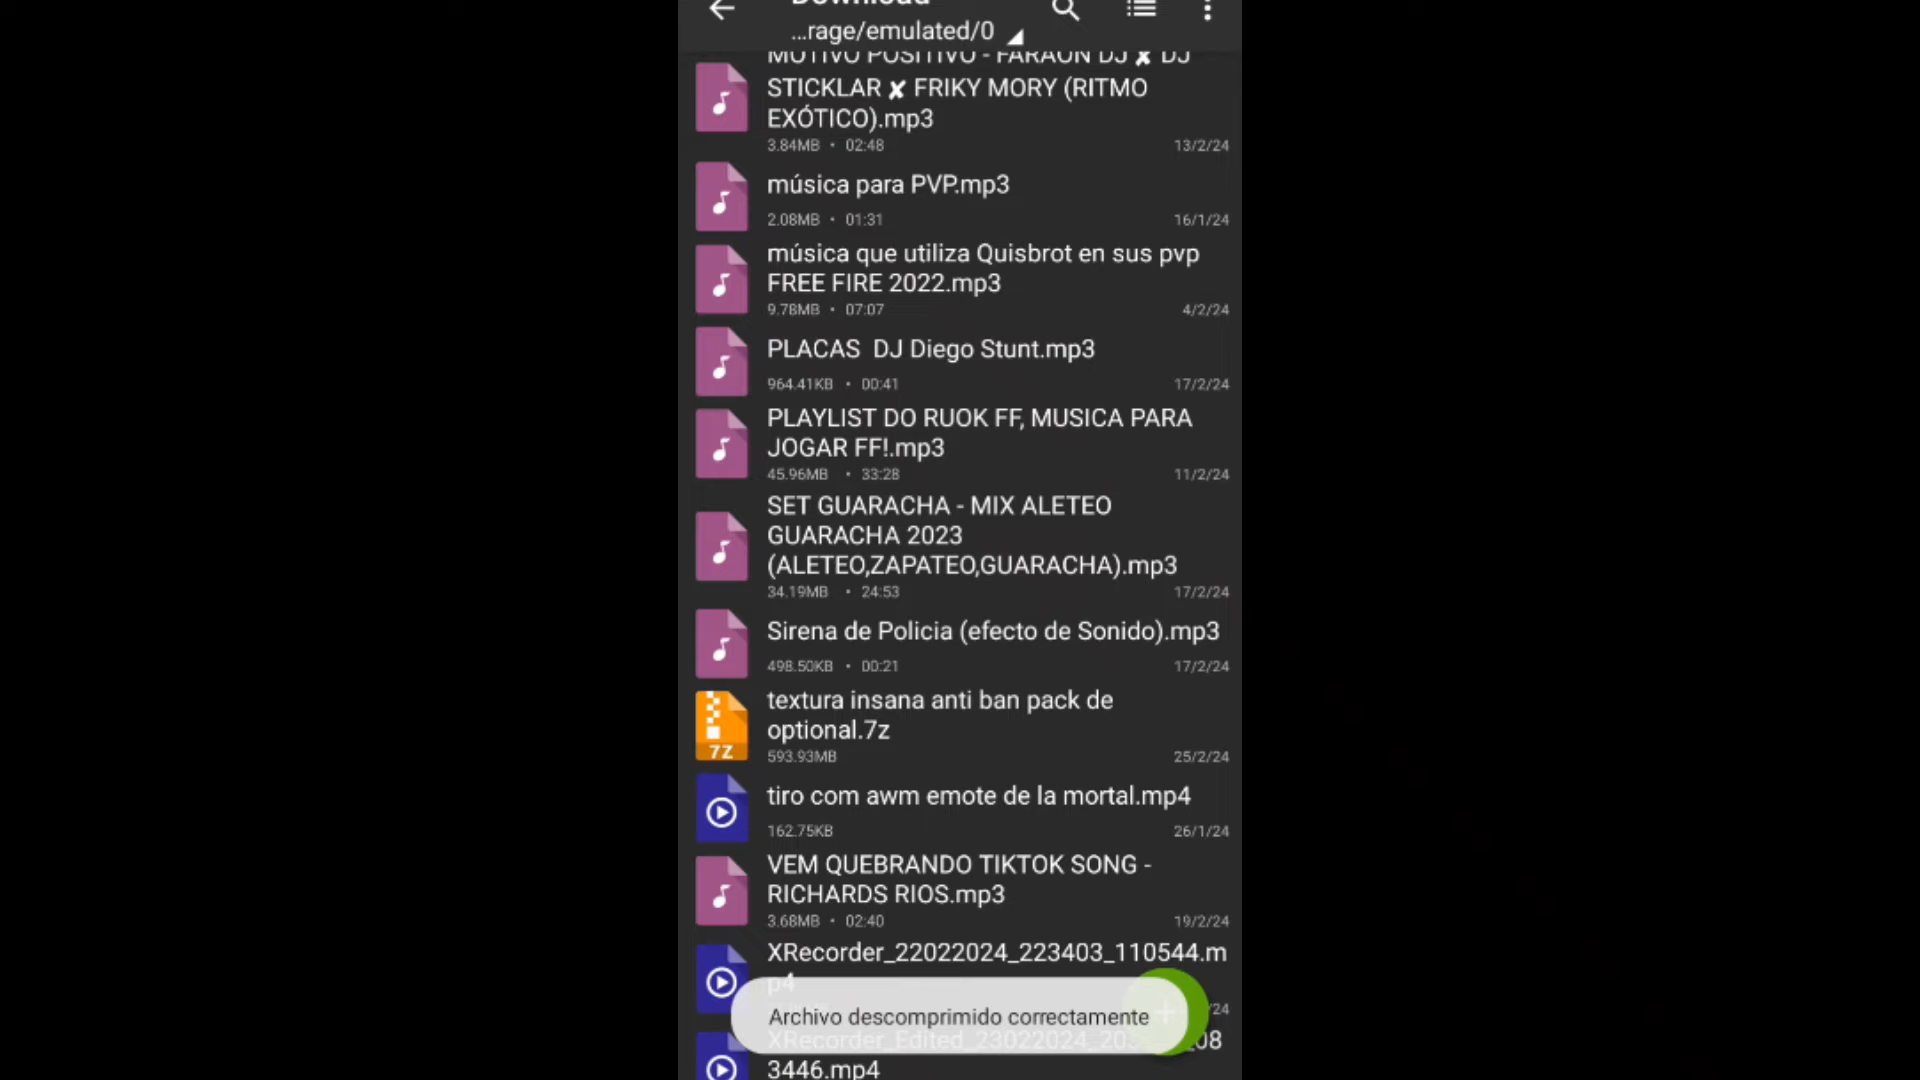 Download
...rage/emulated/0
MOTIVO POSITIVO - FARAON DJ ✘ DJ
STICKLAR ✘ FRIKY MORY (RITMO
EXÓTICO).mp3
3.84MB • 02:48 13/2/24
música para PVP.mp3
2.08MB • 01:31 16/1/24
música que utiliza Quisbrot en sus pvp
FREE FIRE 2022.mp3
9.78MB • 07:07 4/2/24
PLACAS  DJ Diego Stunt.mp3
964.41KB • 00:41 17/2/24
PLAYLIST DO RUOK FF, MUSICA PARA
JOGAR FF!.mp3
45.96MB • 33:28 11/2/24
SET GUARACHA - MIX ALETEO
GUARACHA 2023
(ALETEO,ZAPATEO,GUARACHA).mp3
34.19MB • 24:53 17/2/24
Sirena de Policia (efecto de Sonido).mp3
498.50KB • 00:21 17/2/24
textura insana anti ban pack de
optional.7z
7Z
593.93MB 25/2/24
tiro com awm emote de la mortal.mp4
162.75KB 26/1/24
VEM QUEBRANDO TIKTOK SONG -
RICHARDS RIOS.mp3
3.68MB • 02:40 19/2/24
XRecorder_22022024_223403_110544.m
p4
/24
Archivo descomprimido correctamente
XRecorder_Edited_23022024_20 _08
3446.mp4